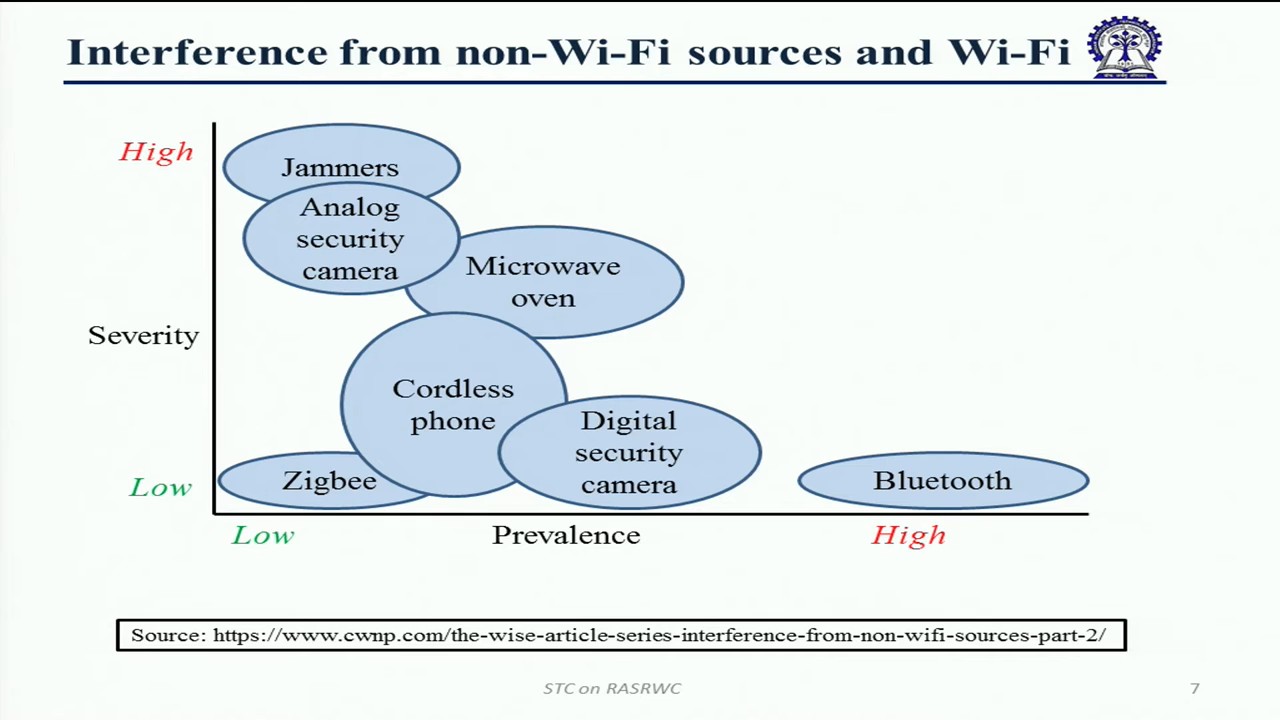 Interference from non-Wi-Fi sources and Wi-Fi
High
Jammers
Analog
security
camera
Microwave
oven
Severity
Cordless
phone
Digital
security
camera
Zigbee
Bluetooth
Low
Low
Prevalence
High
Source: https://www.cwnp.com/the-wise-article-series-interference-from-non-wifi-sources-part-2/
STC on RASRWC
7